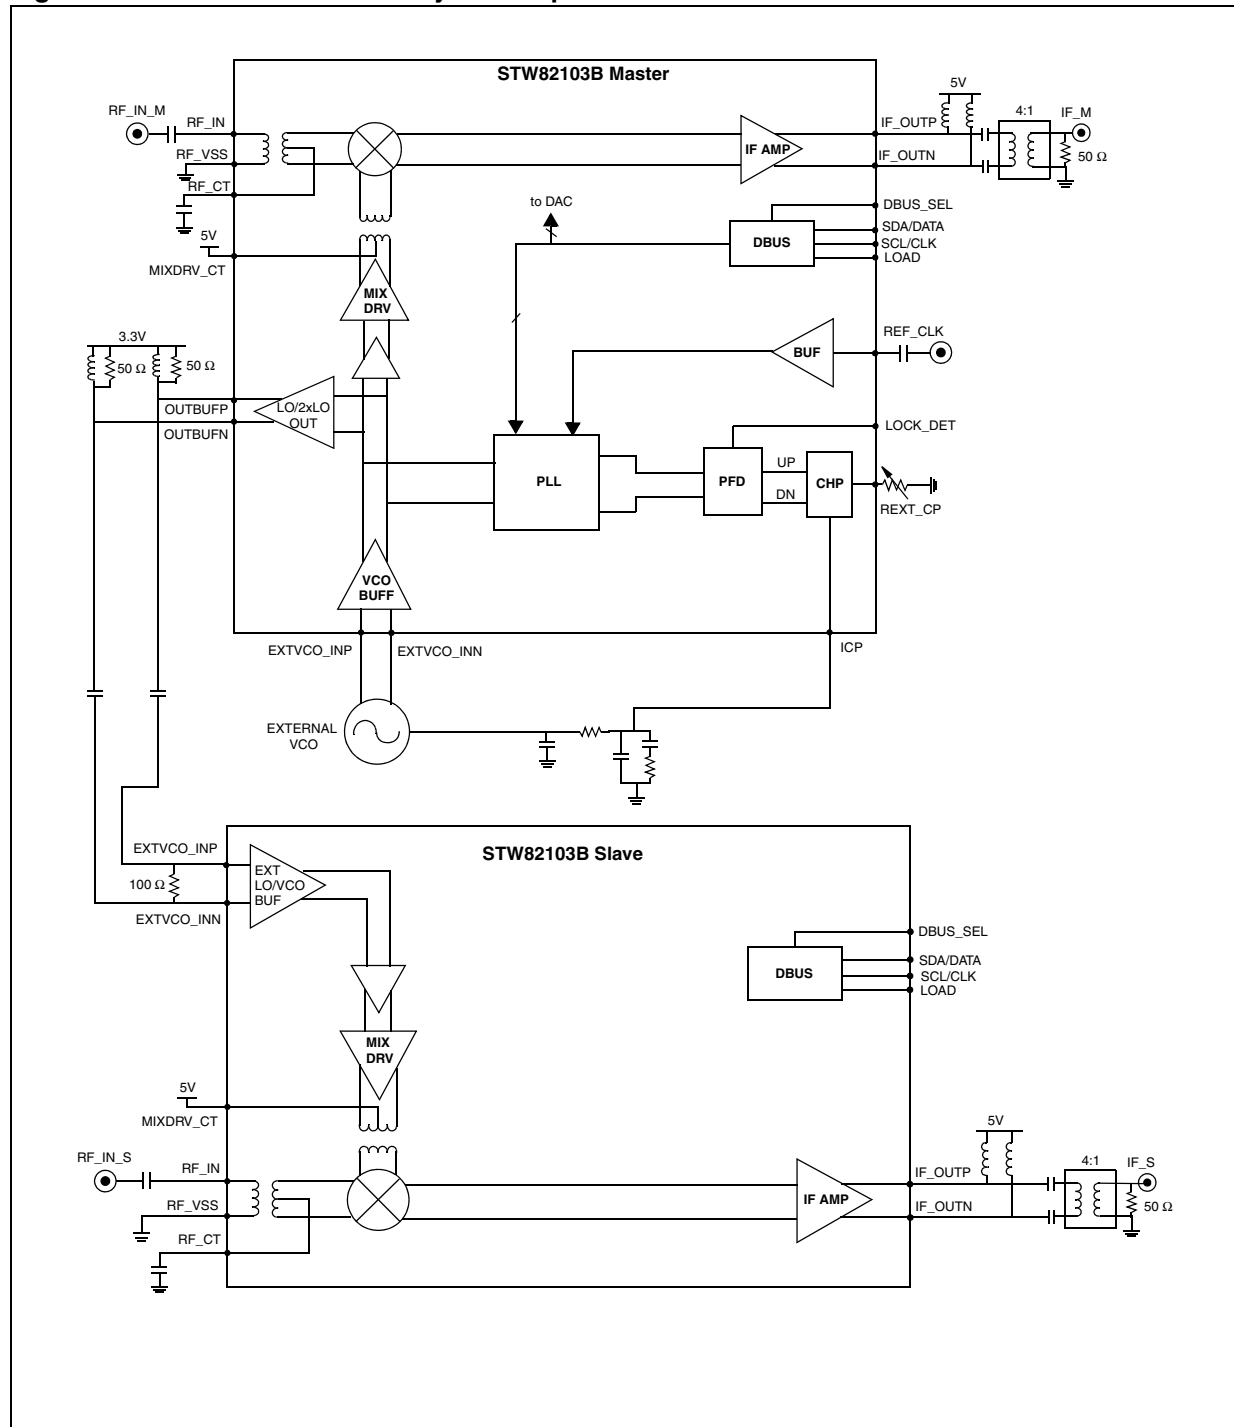 STW82103B Master
RF_IN_M
RF_IN
RF_VSS
RF_CT
5V
MIXDRV_CT
IF AMP
IF_OUTP
IF_OUTN
5V
4:1
IF_M
50 Ω
to DAC
DBUS
DBUS_SEL
SDA/DATA
SCL/CLK
LOAD
MIX
DRV
BUF
REF_CLK
3.3V
50 Ω
50 Ω
OUTBUFP
OUTBUFN
LO/2xLO
OUT
PLL
PFD
UP
DN
CHP
LOCK_DET
REXT_CP
VCO
BUFF
EXTVCO_INP
EXTVCO_INN
ICP
EXTERNAL
VCO
STW82103B Slave
EXTVCO_INP
100 Ω
EXTVCO_INN
EXT
LO/VCO
BUF
DBUS
DBUS_SEL
SDA/DATA
SCL/CLK
LOAD
MIX
DRV
5V
MIXDRV_CT
RF_IN_S
RF_IN
RF_VSS
RF_CT
IF AMP
IF_OUTP
IF_OUTN
5V
4:1
IF_S
50 Ω